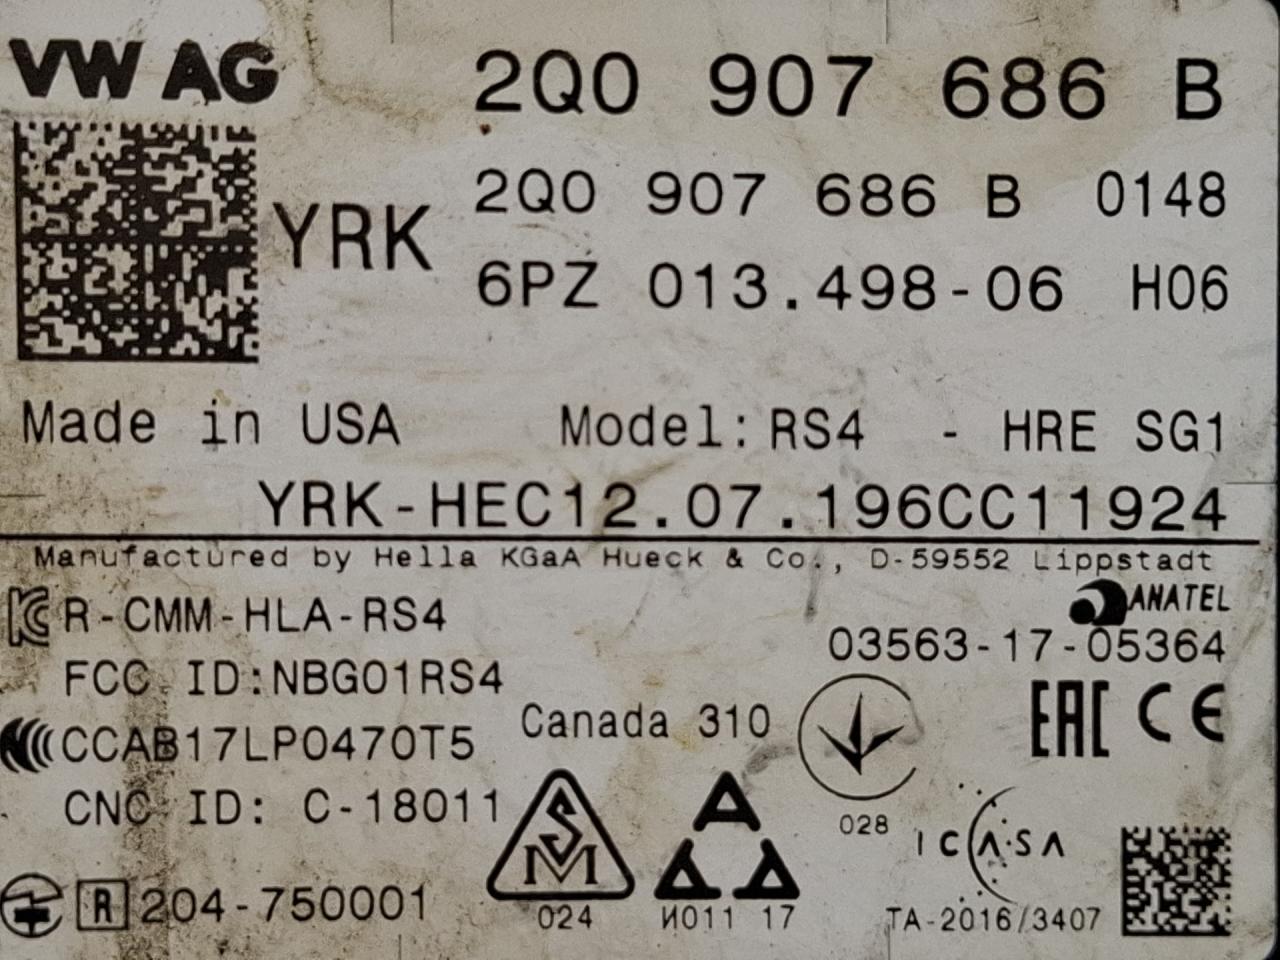 VW AG
2Q0 907 686 B
YRK
2Q0 907 686 B 0148
6PZ 013.498-06 H06
Made in USA Model: RS4 - HRE SG1
YRK-HEC12.07.196CC11924
Manufactured by Hella KGaA Hueck & Co., D-59552 Lippstadt
R-CMM-HLA-RS4
ANATEL
03563-17-05364
FCC ID:NBG01RS4
Canada 310
EAC CE
CCAB17LP0470T5
CNC ID: C-18011
028
ICASA
TA-2016/3407
R 204-750001
SM
024
A
И011 17